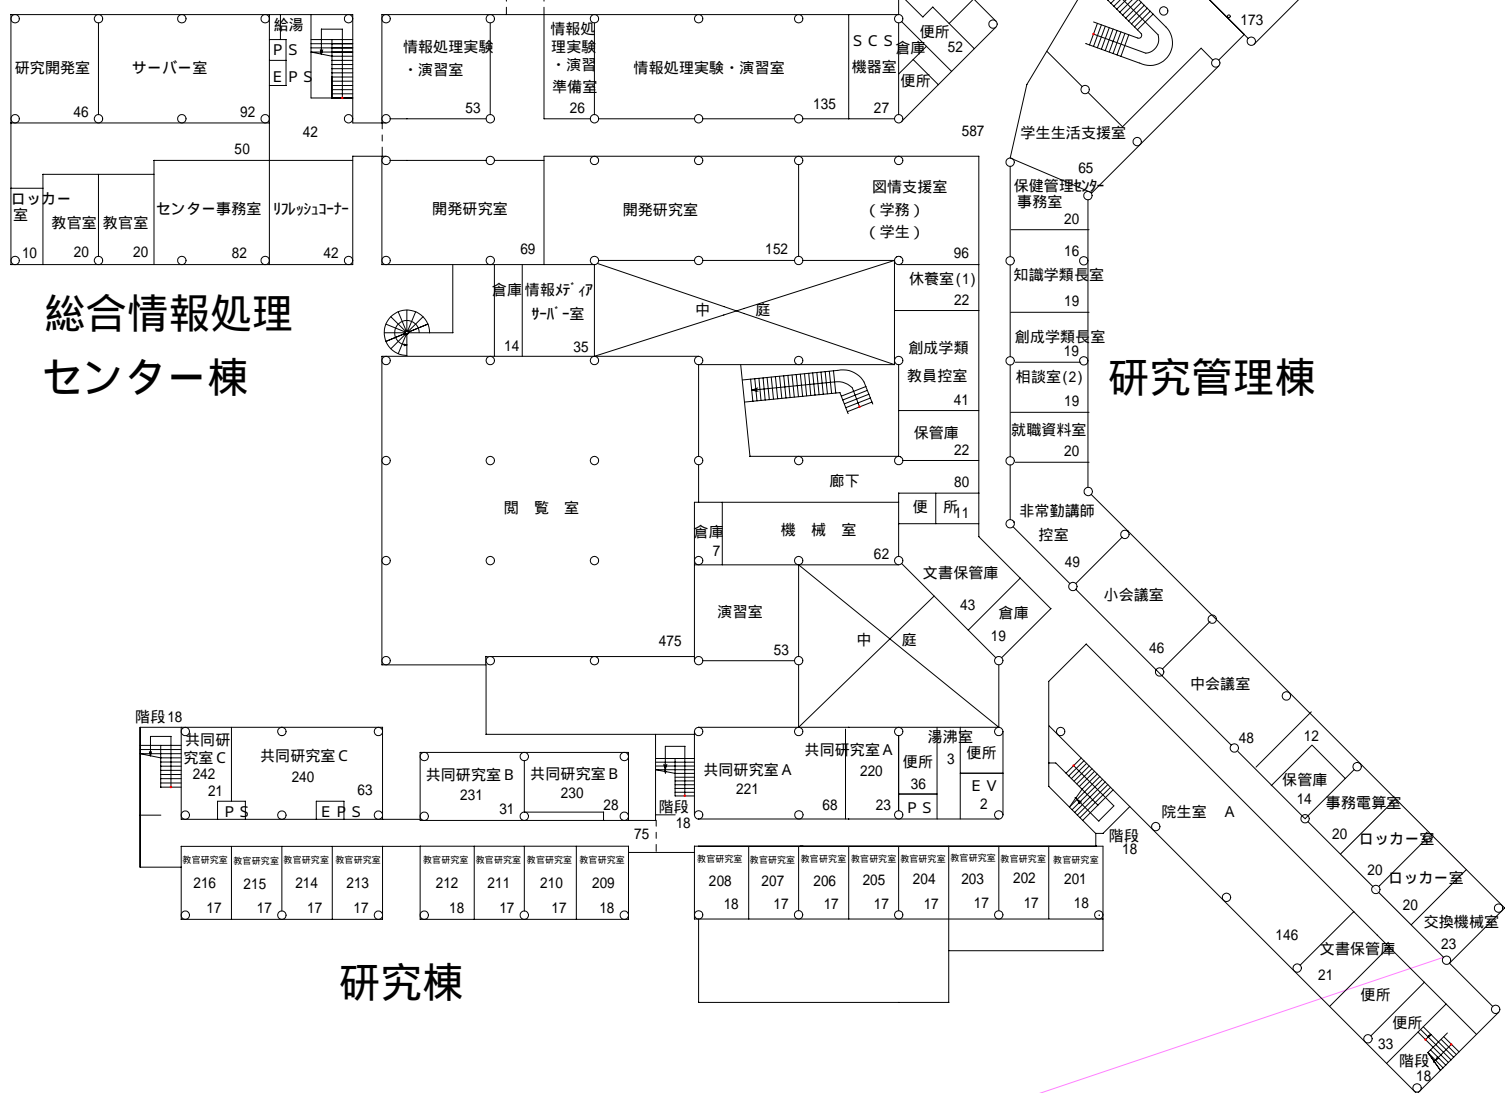 給湯
ＰＳ
ＥＰＳ
研究開発室
46
サーバー室
92
42
50
ロッカー
室
10
教官室
20
教官室
20
センター事務室
82
リフレッシュコーナー
42
総合情報処理
センター棟
情報処理実験
・演習室
53
情報処
理実験
・演習
準備室
26
情報処理実験・演習室
135
ＳＣＳ
機器室
27
倉庫
便所
52
便所
587
173
開発研究室
69
開発研究室
152
図情支援室
（学務）
（学生）
96
倉庫
14
情報メディア
サーバー室
35
中　庭
休養室(1)
22
創成学類
教員控室
41
保管庫
22
廊下
80
便　所
11
閲　覧　室
475
倉庫
7
機　械　室
62
演習室
53
中　庭
文書保管庫
43
倉庫
19
学生生活支援室
65
保健管理センター
事務室
20
16
知識学類長室
19
創成学類長室
19
相談室(2)
19
就職資料室
20
研究管理棟
非常勤講師
控室
49
小会議室
46
中会議室
48
12
保管庫
14
事務電算室
20
ロッカー室
20
ロッカー室
20
交換機械室
23
院生室　Ａ
146
文書保管庫
21
便所
便所
33
階段
18
階段
18
階段18
共同研
究室Ｃ
242
21
ＰＳ
共同研究室Ｃ
240
63
ＥＰＳ
共同研究室Ｂ
231
31
共同研究室Ｂ
230
28
階段
18
75
共同研究室Ａ
221
68
共同研究室Ａ
220
23
便所
36
ＰＳ
湯沸室
3
便所
ＥＶ
2
教官研究室
216
17
教官研究室
215
17
教官研究室
214
17
教官研究室
213
17
教官研究室
212
18
教官研究室
211
17
教官研究室
210
17
教官研究室
209
18
教官研究室
208
18
教官研究室
207
17
教官研究室
206
17
教官研究室
205
17
教官研究室
204
17
教官研究室
203
17
教官研究室
202
17
教官研究室
201
18
研究棟